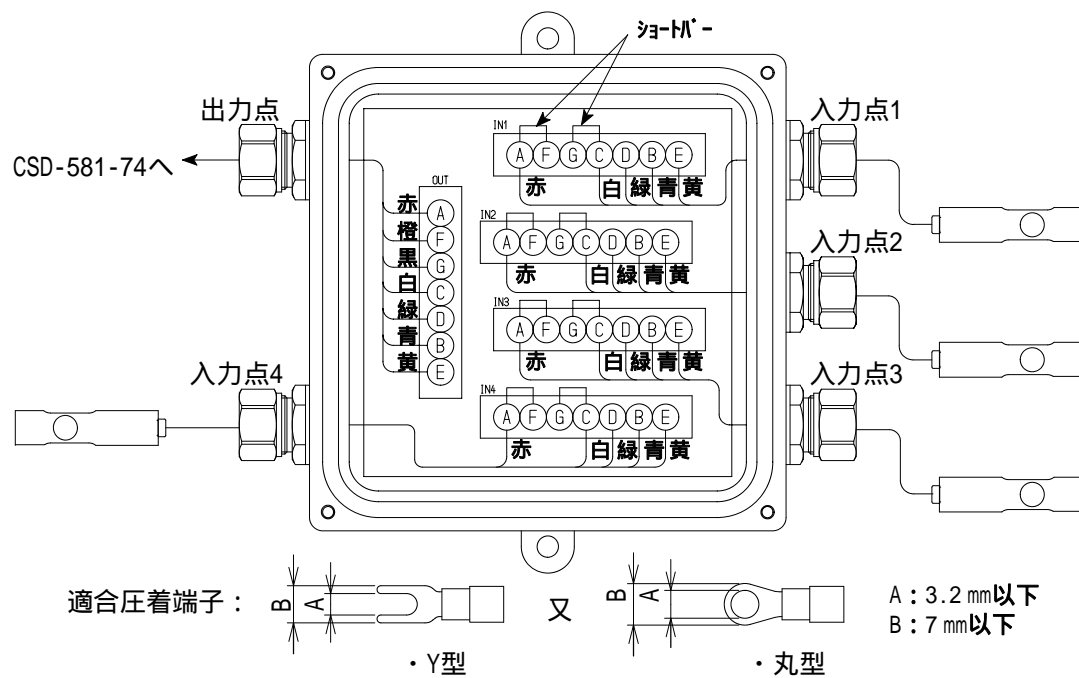 ショートバー
出力点
入力点1
CSD-581-74へ
IN1
A F G C D B E
赤 白 緑 青 黄
OUT
赤 A
橙 F
黒 G
白 C
緑 D
青 B
黄 E
IN2
A F G C D B E
赤 白 緑 青 黄
入力点2
IN3
A F G C D B E
赤 白 緑 青 黄
入力点4
入力点3
IN4
A F G C D B E
赤 白 緑 青 黄
適合圧着端子：
B A
又
B A
A：3.2 mm以下
B：7 mm以下
・Y型
・丸型